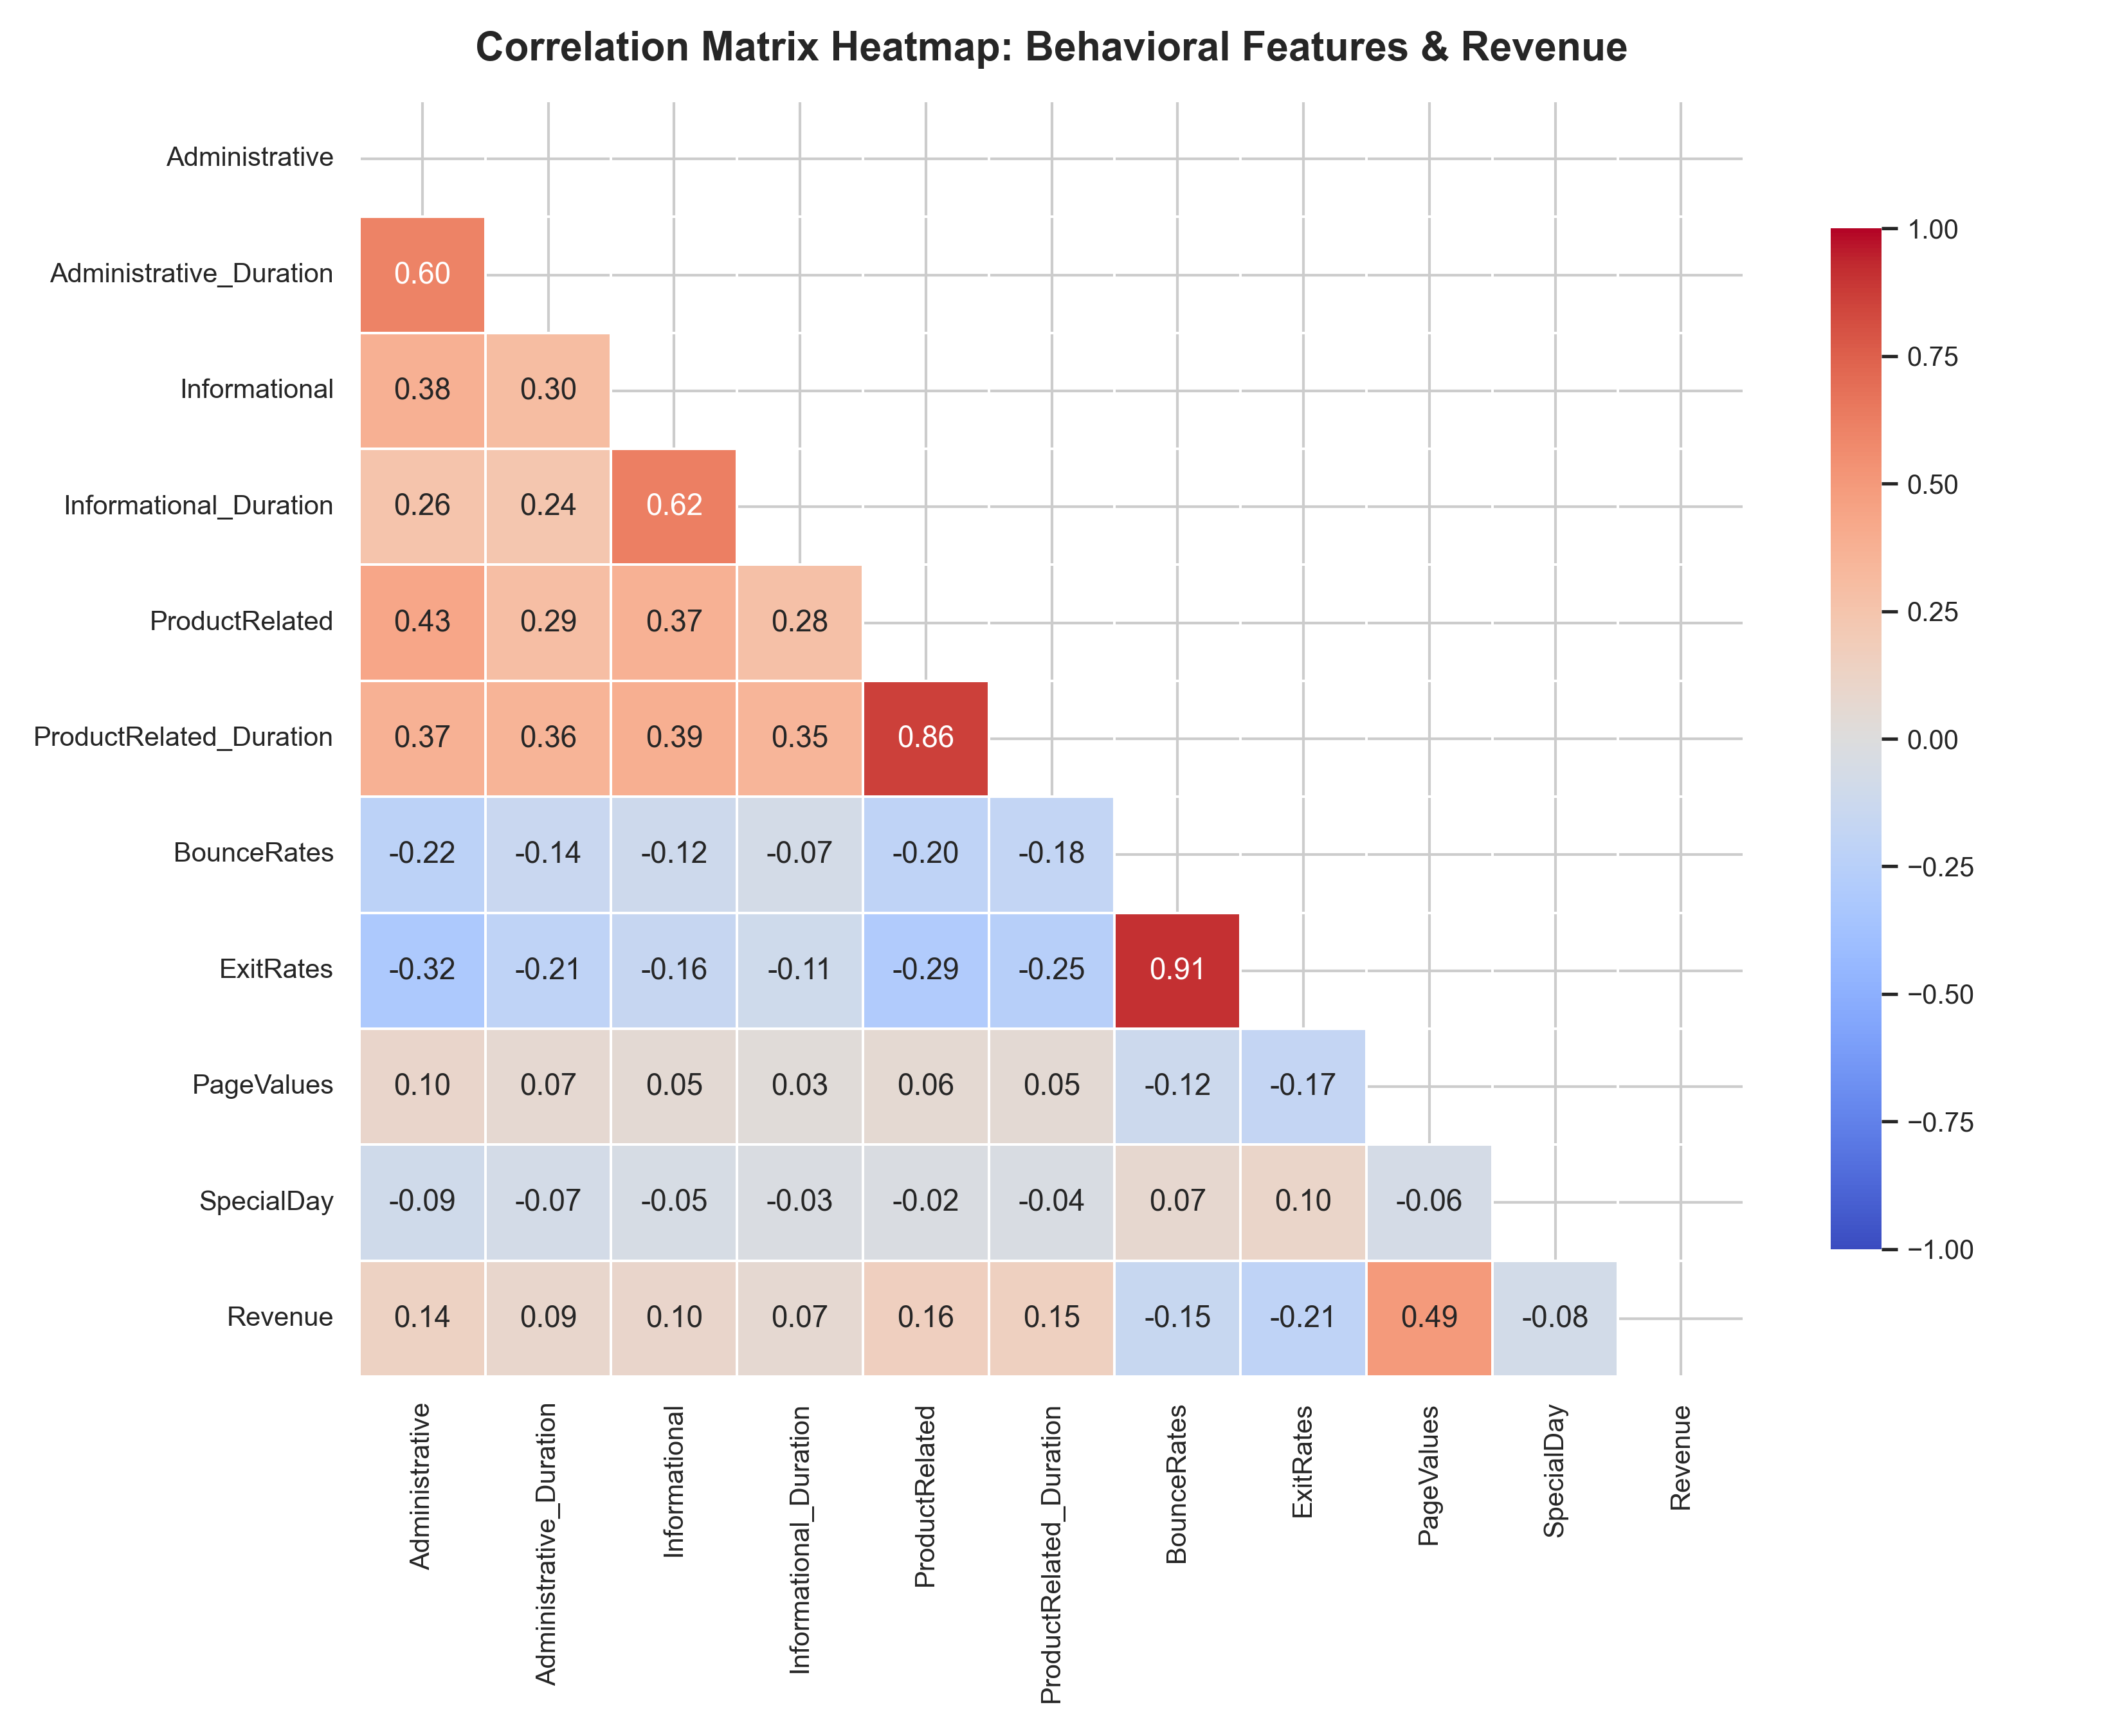 Correlation Matrix Heatmap: Behavioral Features & Revenue
Administrative
Administrative_Duration 0.60
Informational 0.38 0.30
Informational_Duration 0.26 0.24 0.62
ProductRelated 0.43 0.29 0.37 0.28
ProductRelated_Duration 0.37 0.36 0.39 0.35 0.86
BounceRates -0.22 -0.14 -0.12 -0.07 -0.20 -0.18
ExitRates -0.32 -0.21 -0.16 -0.11 -0.29 -0.25 0.91
PageValues 0.10 0.07 0.05 0.03 0.06 0.05 -0.12 -0.17
SpecialDay -0.09 -0.07 -0.05 -0.03 -0.02 -0.04 0.07 0.10 -0.06
Revenue 0.14 0.09 0.10 0.07 0.16 0.15 -0.15 -0.21 0.49 -0.08
Administrative
Administrative_Duration
Informational
Informational_Duration
ProductRelated
ProductRelated_Duration
BounceRates
ExitRates
PageValues
SpecialDay
Revenue
1.00
0.75
0.50
0.25
0.00
−0.25
−0.50
−0.75
−1.00